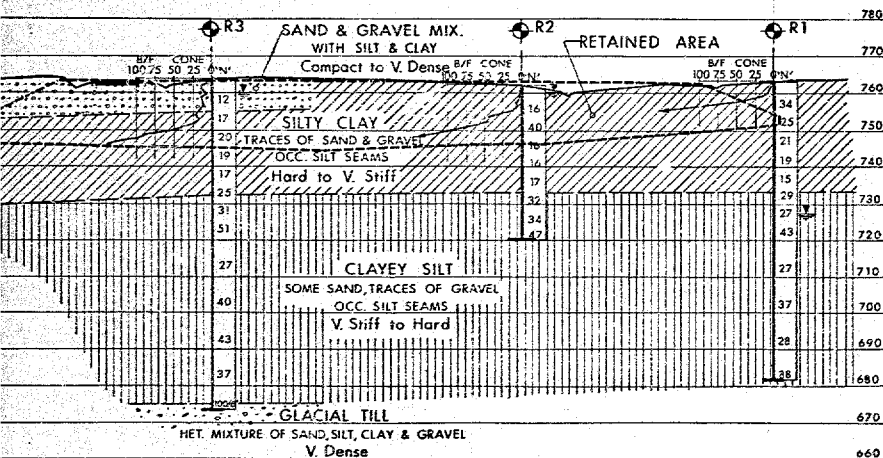 780
R3
R2
R1
SAND & GRAVEL MIX.
WITH SILT & CLAY
Compact to V. Dense
RETAINED AREA
770
B/F CONE
100 75 50 25 0 'N'
B/F CONE
100 75 50 25 0 'N'
B/F CONE
100 75 50 25 0 'N'
760
12
17
20
19
17
25
31
51
27
40
43
37
16
40
16
16
17
32
34
47
34
25
21
19
15
29
27
43
27
37
28
38
SILTY CLAY
TRACES OF SAND & GRAVEL
OCC. SILT SEAMS
Hard to V. Stiff
750
740
730
720
CLAYEY SILT
SOME SAND, TRACES OF GRAVEL
OCC. SILT SEAMS
V. Stiff to Hard
710
700
690
680
GLACIAL TILL
HET. MIXTURE OF SAND, SILT, CLAY & GRAVEL
V. Dense
670
660